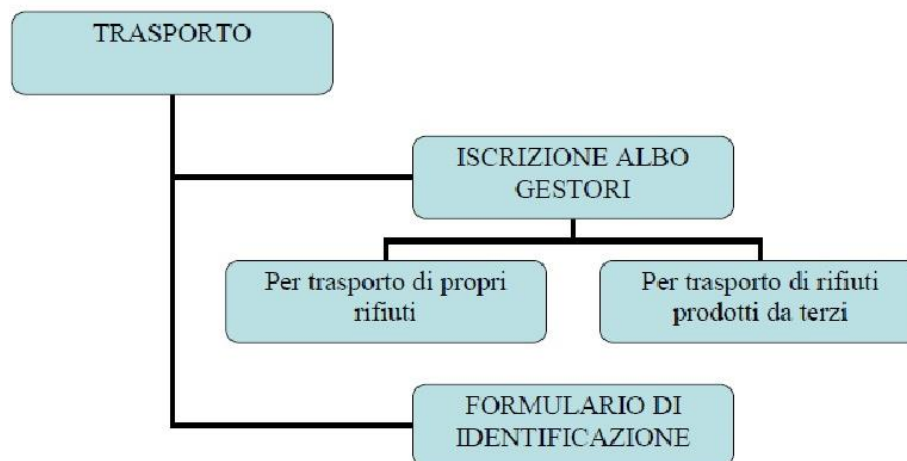 TRASPORTO
ISCRIZIONE ALBO
GESTORI
Per trasporto di propri
rifiuti
Per trasporto di rifiuti
prodotti da terzi
FORMULARIO DI
IDENTIFICAZIONE